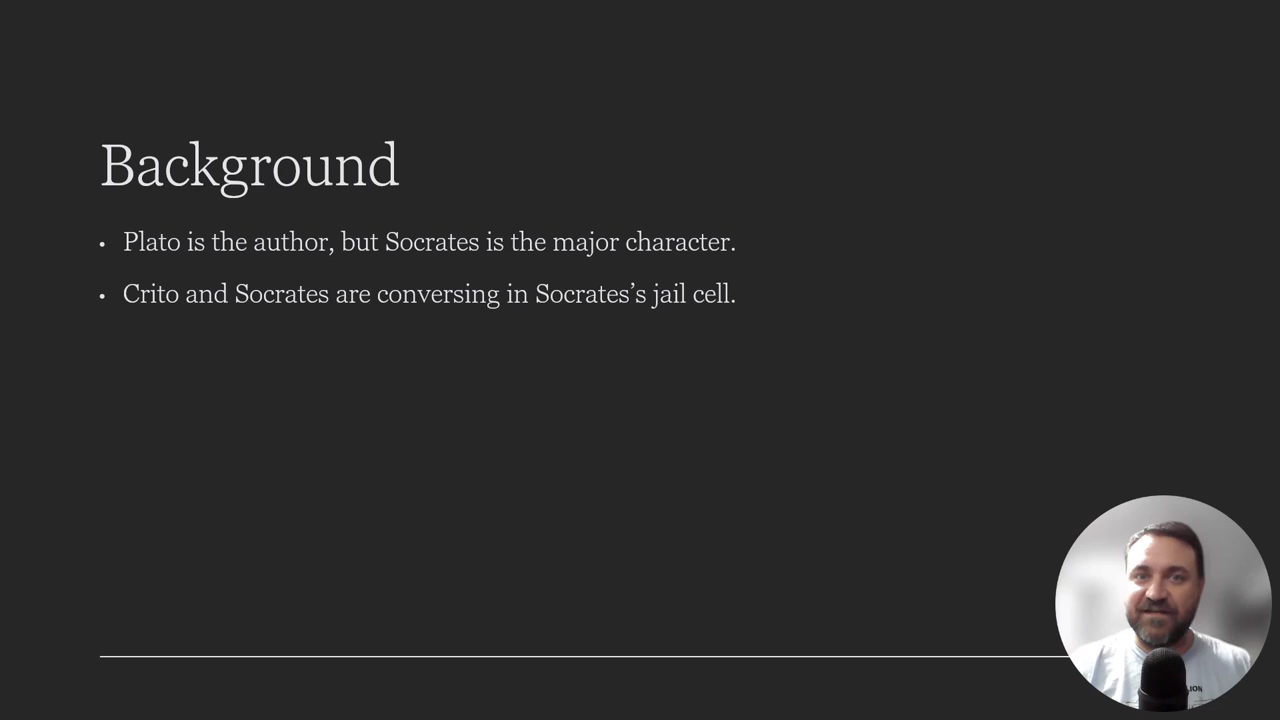 Background
• Plato is the author, but Socrates is the major character.
• Crito and Socrates are conversing in Socrates’s jail cell.